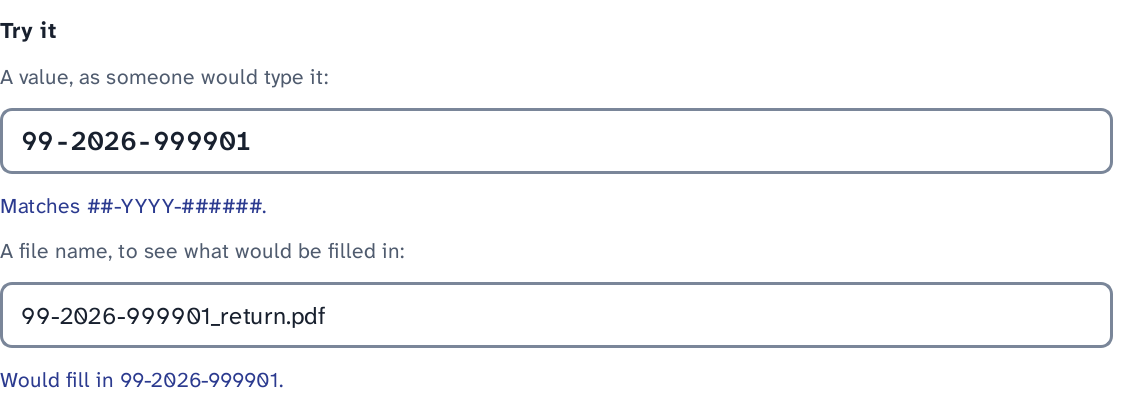 Try it
A value, as someone would type it:
99-2026-999901
Matches ##-YYYY-######.
A file name, to see what would be filled in:
99-2026-999901_return.pdf
Would fill in 99-2026-999901.